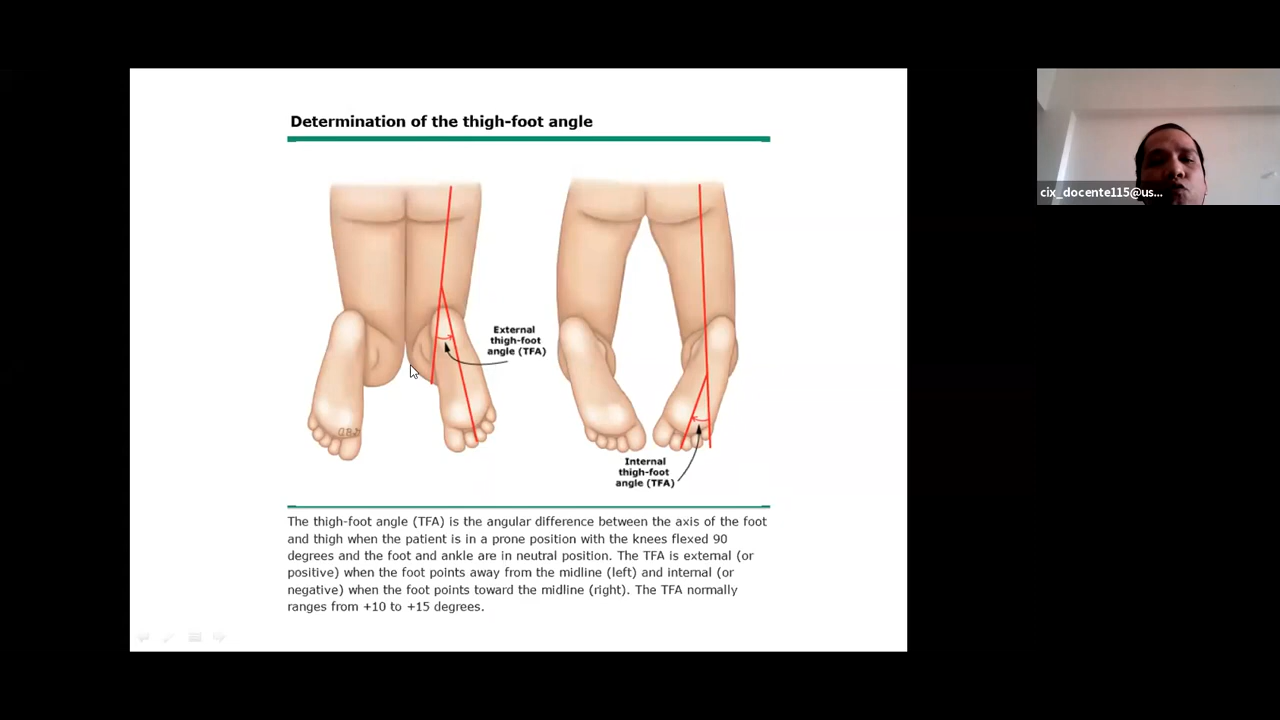 Determination of the thigh-foot angle
cix_docente115@us...
External
thigh-foot
angle (TFA)
Internal
thigh-foot
angle (TFA)
The thigh-foot angle (TFA) is the angular difference between the axis of the foot
and thigh when the patient is in a prone position with the knees flexed 90
degrees and the foot and ankle are in neutral position. The TFA is external (or
positive) when the foot points away from the midline (left) and internal (or
negative) when the foot points toward the midline (right). The TFA normally
ranges from +10 to +15 degrees.